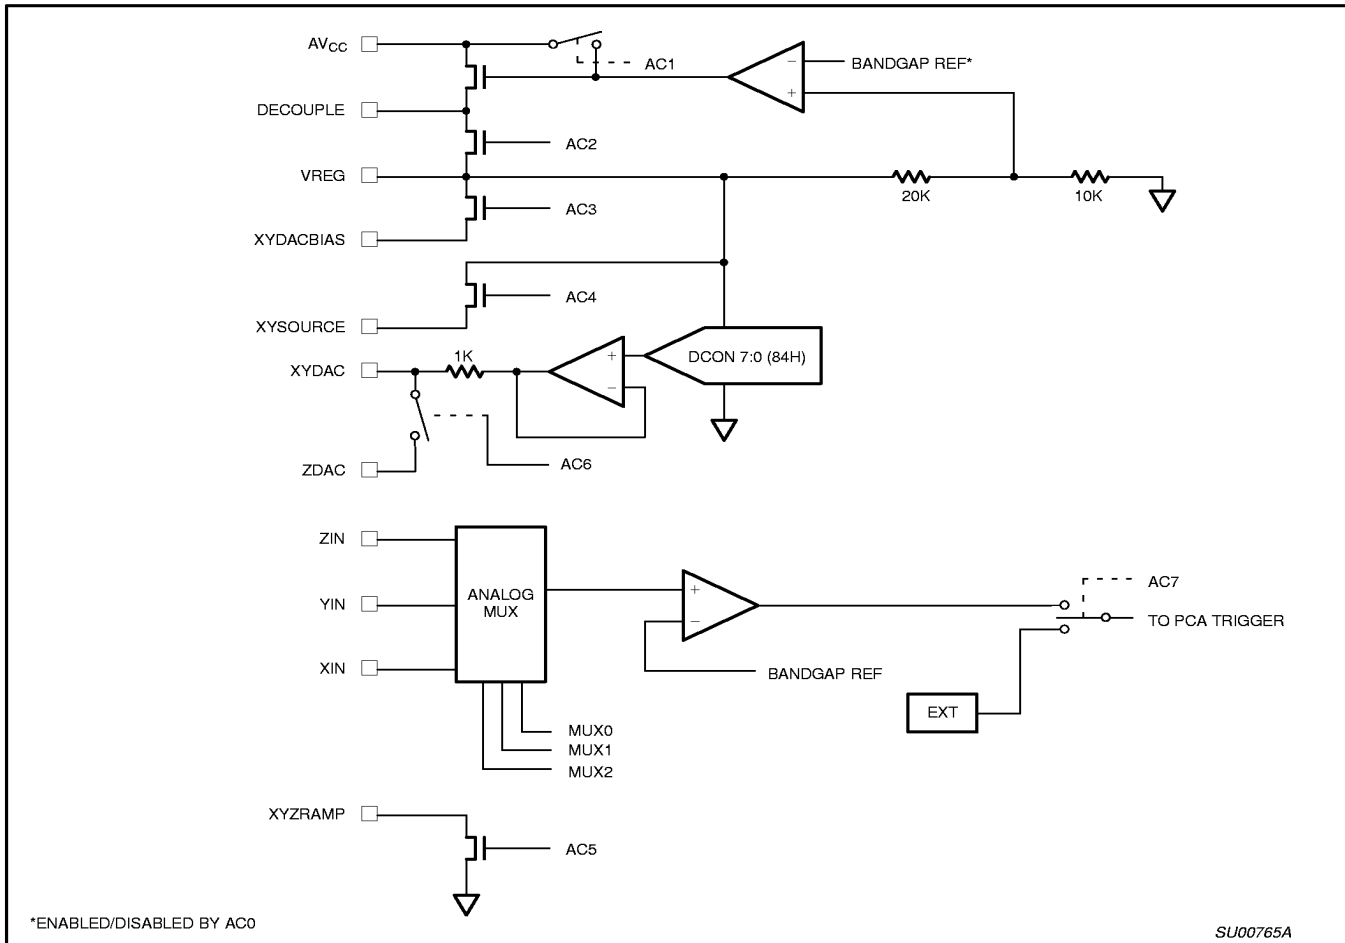 AVCC
AC1
BANDGAP REF*
−
+
DECOUPLE
AC2
VREG
20K
10K
AC3
XYDACBIAS
AC4
XYSOURCE
DCON 7:0 (84H)
1K
+
−
XYDAC
AC6
ZDAC
ZIN
ANALOG
MUX
+
−
AC7
YIN
TO PCA TRIGGER
XIN
BANDGAP REF
EXT
MUX0
MUX1
MUX2
XYZRAMP
AC5
*ENABLED/DISABLED BY AC0
SU00765A